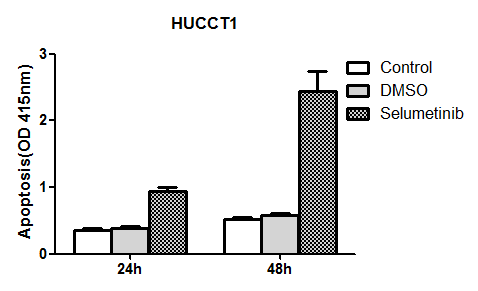 HUCCT1
Apoptosis(OD 415nm)
3
2
1
0
24h
48h
Control
DMSO
Selumetinib